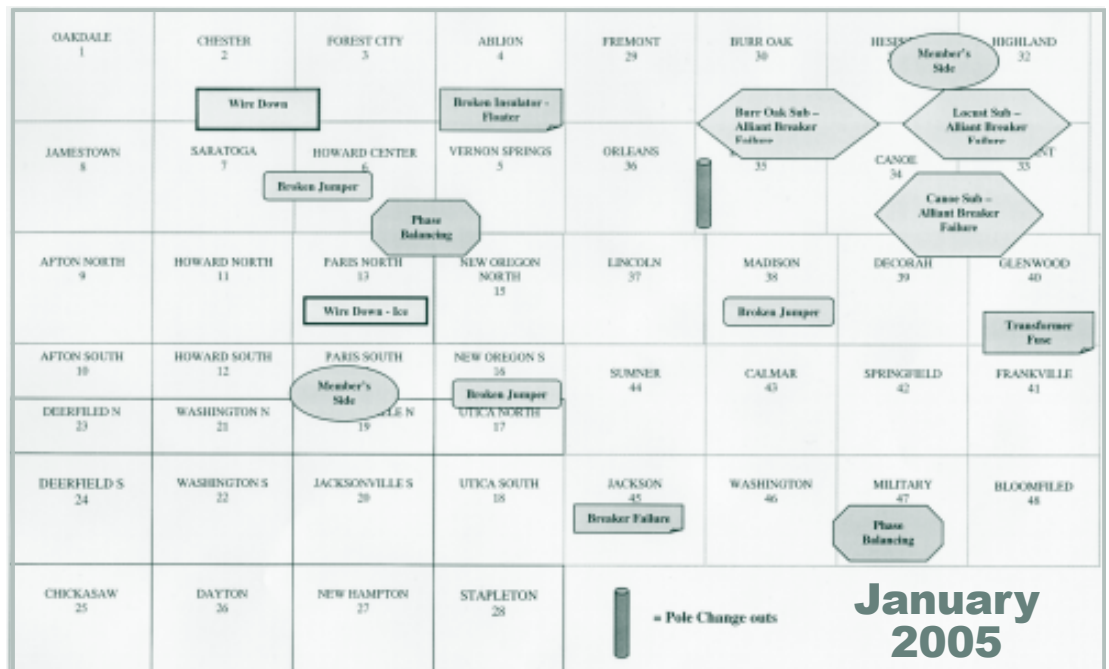 OAKDALE
1
CHESTER
2
FOREST CITY
3
ABLION
4
FREMONT
29
BURR OAK
30
HIGHLAND
32
Member's
Side
Wire Down
Broken Insulator -
Floater
Burr Oak Sub –
Alliant Breaker
Failure
Locust Sub –
Alliant Breaker
Failure
JAMESTOWN
8
SARATOGA
7
HOWARD CENTER
6
VERNON SPRINGS
5
ORLEANS
36
35
CANOE
34
33
Broken Jumper
Phase
Balancing
Canoe Sub –
Alliant Breaker
Failure
AFTON NORTH
9
HOWARD NORTH
11
PARIS NORTH
13
NEW OREGON
NORTH
15
LINCOLN
37
MADISON
38
DECORAH
39
GLENWOOD
40
Wire Down - Ice
Broken Jumper
Transformer
Fuse
AFTON SOUTH
10
HOWARD SOUTH
12
PARIS SOUTH
NEW OREGON S
16
SUMNER
44
CALMAR
43
SPRINGFIELD
42
FRANKVILLE
41
Member's
Side
Broken Jumper
DEERFILED N
23
WASHINGTON N
21
LE N
19
UTICA NORTH
17
DEERFIELD S
24
WASHINGTON S
22
JACKSONVILLE S
20
UTICA SOUTH
18
JACKSON
45
WASHINGTON
46
MILITARY
47
BLOOMFILED
48
Breaker Failure
Phase
Balancing
CHICKASAW
25
DAYTON
26
NEW HAMPTON
27
STAPLETON
28
= Pole Change outs
January
2005